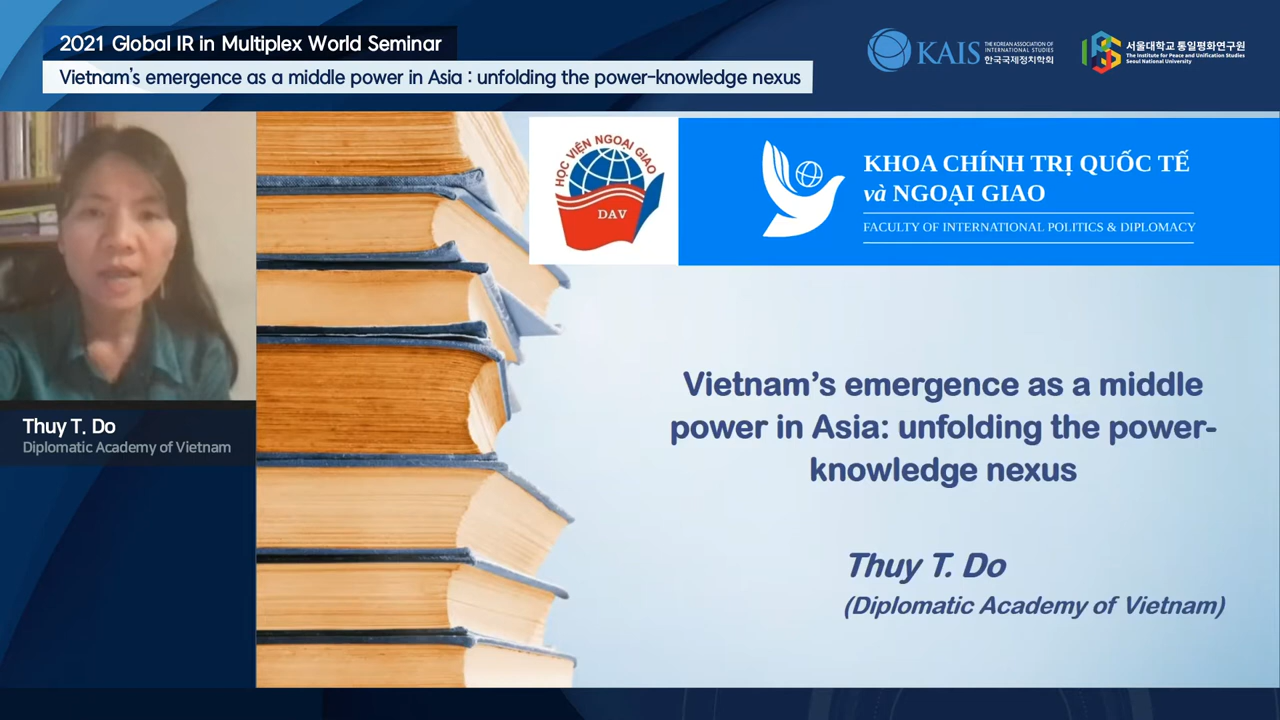 2021 Global IR in Multiplex World Seminar
Vietnam's emergence as a middle power in Asia : unfolding the power-knowledge nexus
KAIS
THE KOREAN ASSOCIATION OF
INTERNATIONAL STUDIES
한국국제정치학회
서울대학교 통일평화연구원
The Institute for Peace and Unification Studies
Seoul National University
HỌC VIỆN NGOẠI GIAO
DAV
KHOA CHÍNH TRỊ QUỐC TẾ
và NGOẠI GIAO
FACULTY OF INTERNATIONAL POLITICS & DIPLOMACY
Thuy T. Do
Diplomatic Academy of Vietnam
Vietnam's emergence as a middle
power in Asia: unfolding the power-
knowledge nexus
Thuy T. Do
(Diplomatic Academy of Vietnam)